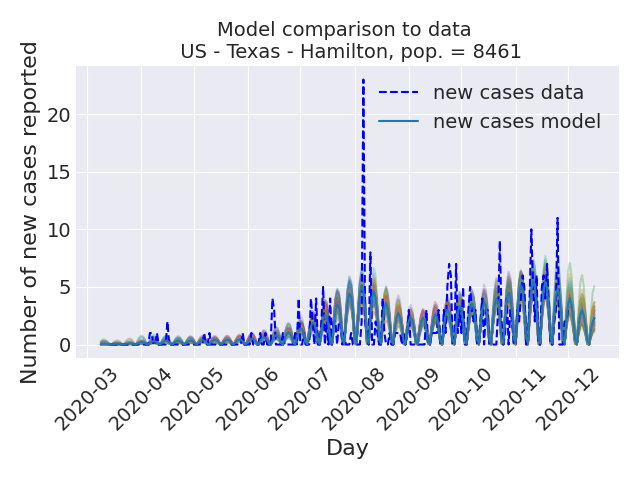 Model comparison to data
US - Texas - Hamilton, pop. = 8461
Number of new cases reported
20
15
10
5
0
new cases data
new cases model
2020-03
2020-04
2020-05
2020-06
2020-07
2020-08
2020-09
2020-10
2020-11
2020-12
Day